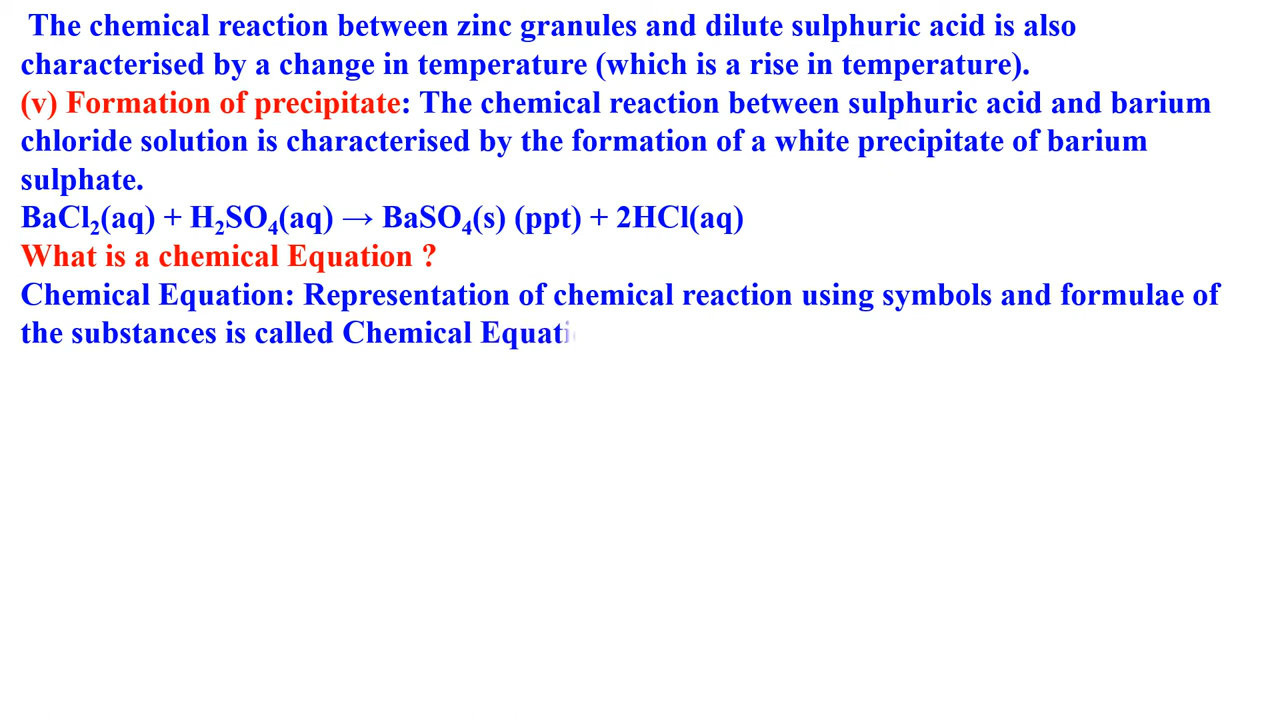 The chemical reaction between zinc granules and dilute sulphuric acid is also
characterised by a change in temperature (which is a rise in temperature).
(v) Formation of precipitate: The chemical reaction between sulphuric acid and barium
chloride solution is characterised by the formation of a white precipitate of barium
sulphate.
BaCl₂(aq) + H₂SO₄(aq) → BaSO₄(s) (ppt) + 2HCl(aq)
What is a chemical Equation ?
Chemical Equation: Representation of chemical reaction using symbols and formulae of
the substances is called Chemical Equati